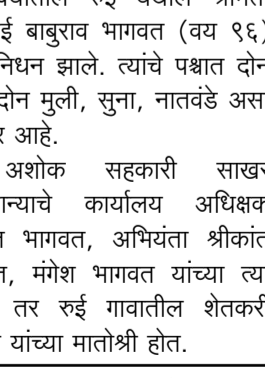 ई बाबुराव भागवत (वय ९६)
निधन झाले. त्यांचे पश्चात दोन
दोन मुली, सुना, नातवंडे अस
र आहे.
अशोक सहकारी साखर
न्याचे कार्यालय अधिक्षक
भागवत, अभियंता श्रीकांत
मंगेश भागवत यांच्या त्या
तर रुई गावातील शेतकरी
यांच्या मातोश्री होत.